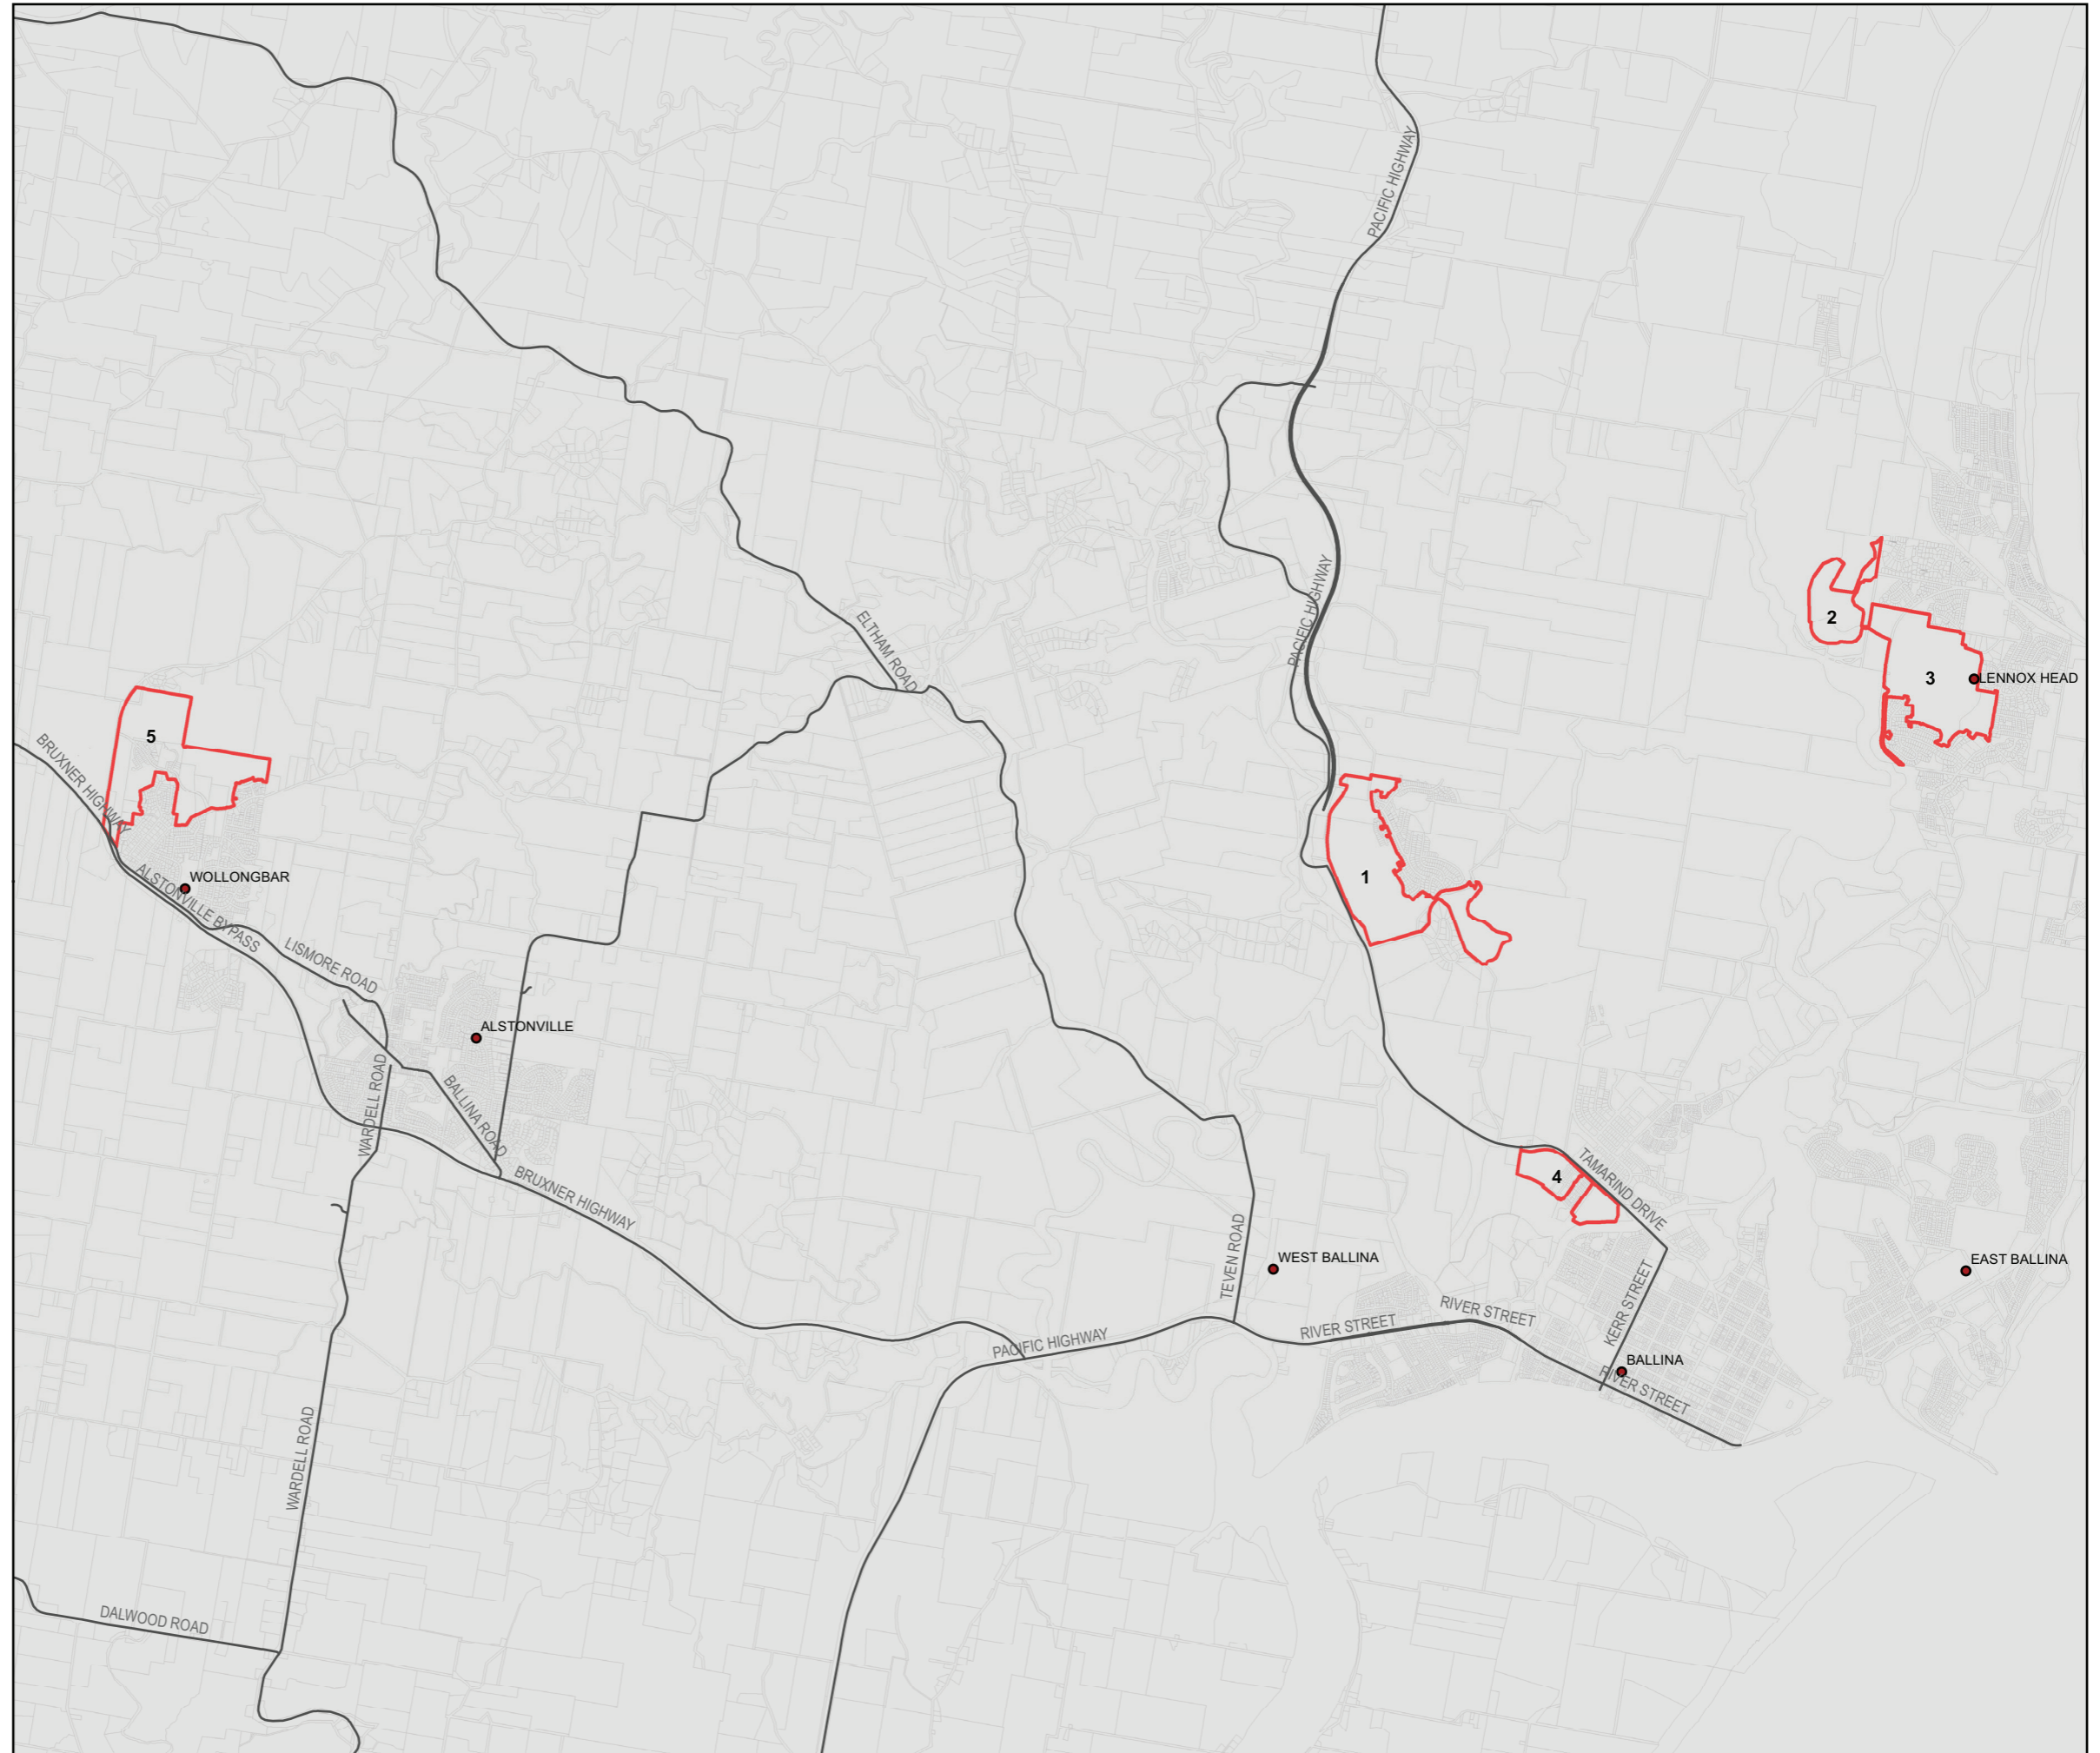 PACIFIC HIGHWAY
PACIFIC HIGHWAY
ELTHAM ROAD
2
3
LENNOX HEAD
5
BRUXNER HIGHWAY
1
WOLLONGBAR
ALSTONVILLE BYPASS
LISMORE ROAD
ALSTONVILLE
WARDELL ROAD
BALLINA ROAD
BRUXNER HIGHWAY
4
TAMARIND DRIVE
TEVEN ROAD
WEST BALLINA
EAST BALLINA
KERR STREET
RIVER STREET
RIVER STREET
PACIFIC HIGHWAY
BALLINA
RIVER STREET
WARDELL ROAD
DALWOOD ROAD